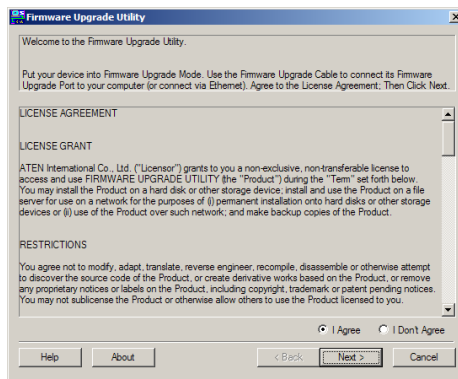 Firmware Upgrade Utility
Welcome to the Firmware Upgrade Utility.
Put your device into Firmware Upgrade Mode. Use the Firmware Upgrade Cable to connect its Firmware
Upgrade Port to your computer (or connect via Ethernet). Agree to the License Agreement; Then Click Next.
LICENSE AGREEMENT
LICENSE GRANT
ATEN International Co., Ltd. ("Licensor") grants to you a non-exclusive, non-transferable license to
access and use FIRMWARE UPGRADE UTILITY (the "Product") during the "Term" set forth below.
You may install the Product on a hard disk or other storage device; install and use the Product on a file
server for use on a network for the purposes of (i) permanent installation onto hard disks or other storage
devices or (ii) use of the Product over such network; and make backup copies of the Product.
RESTRICTIONS
You agree not to modify, adapt, translate, reverse engineer, recompile, disassemble or otherwise attempt
to discover the source code of the Product, or create derivative works based on the Product, or remove
any proprietary notices or labels on the Product, including copyright, trademark or patent pending notices.
You may not sublicense the Product or otherwise allow others to use the Product licensed to you.
I Agree I Don't Agree
Help About < Back Next > Cancel